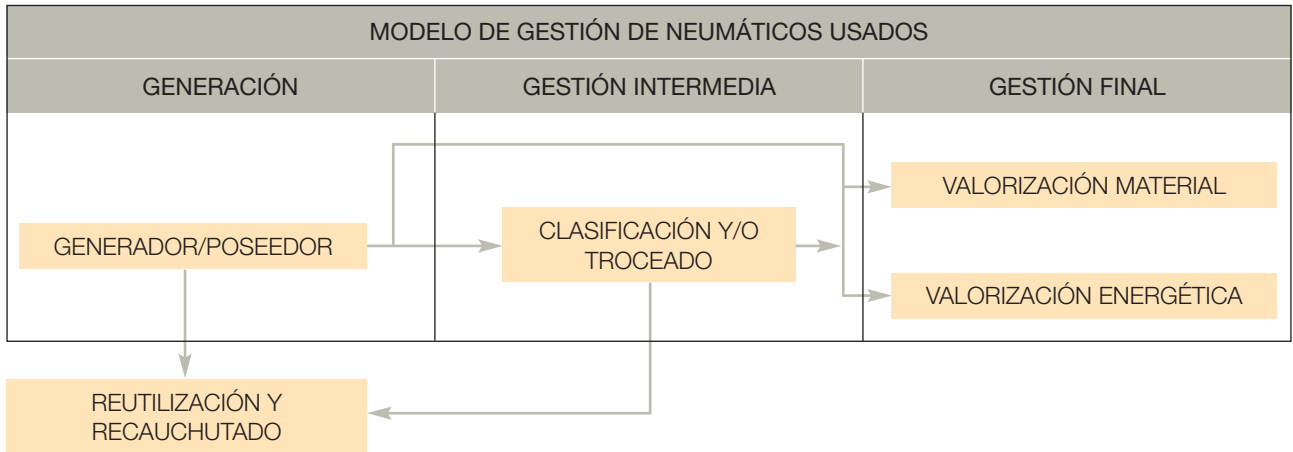 MODELO DE GESTIÓN DE NEUMÁTICOS USADOS
GENERACIÓN
GESTIÓN INTERMEDIA
GESTIÓN FINAL
VALORIZACIÓN MATERIAL
GENERADOR/POSEEDOR
CLASIFICACIÓN Y/O
TROCEADO
VALORIZACIÓN ENERGÉTICA
REUTILIZACIÓN Y
RECAUCHUTADO